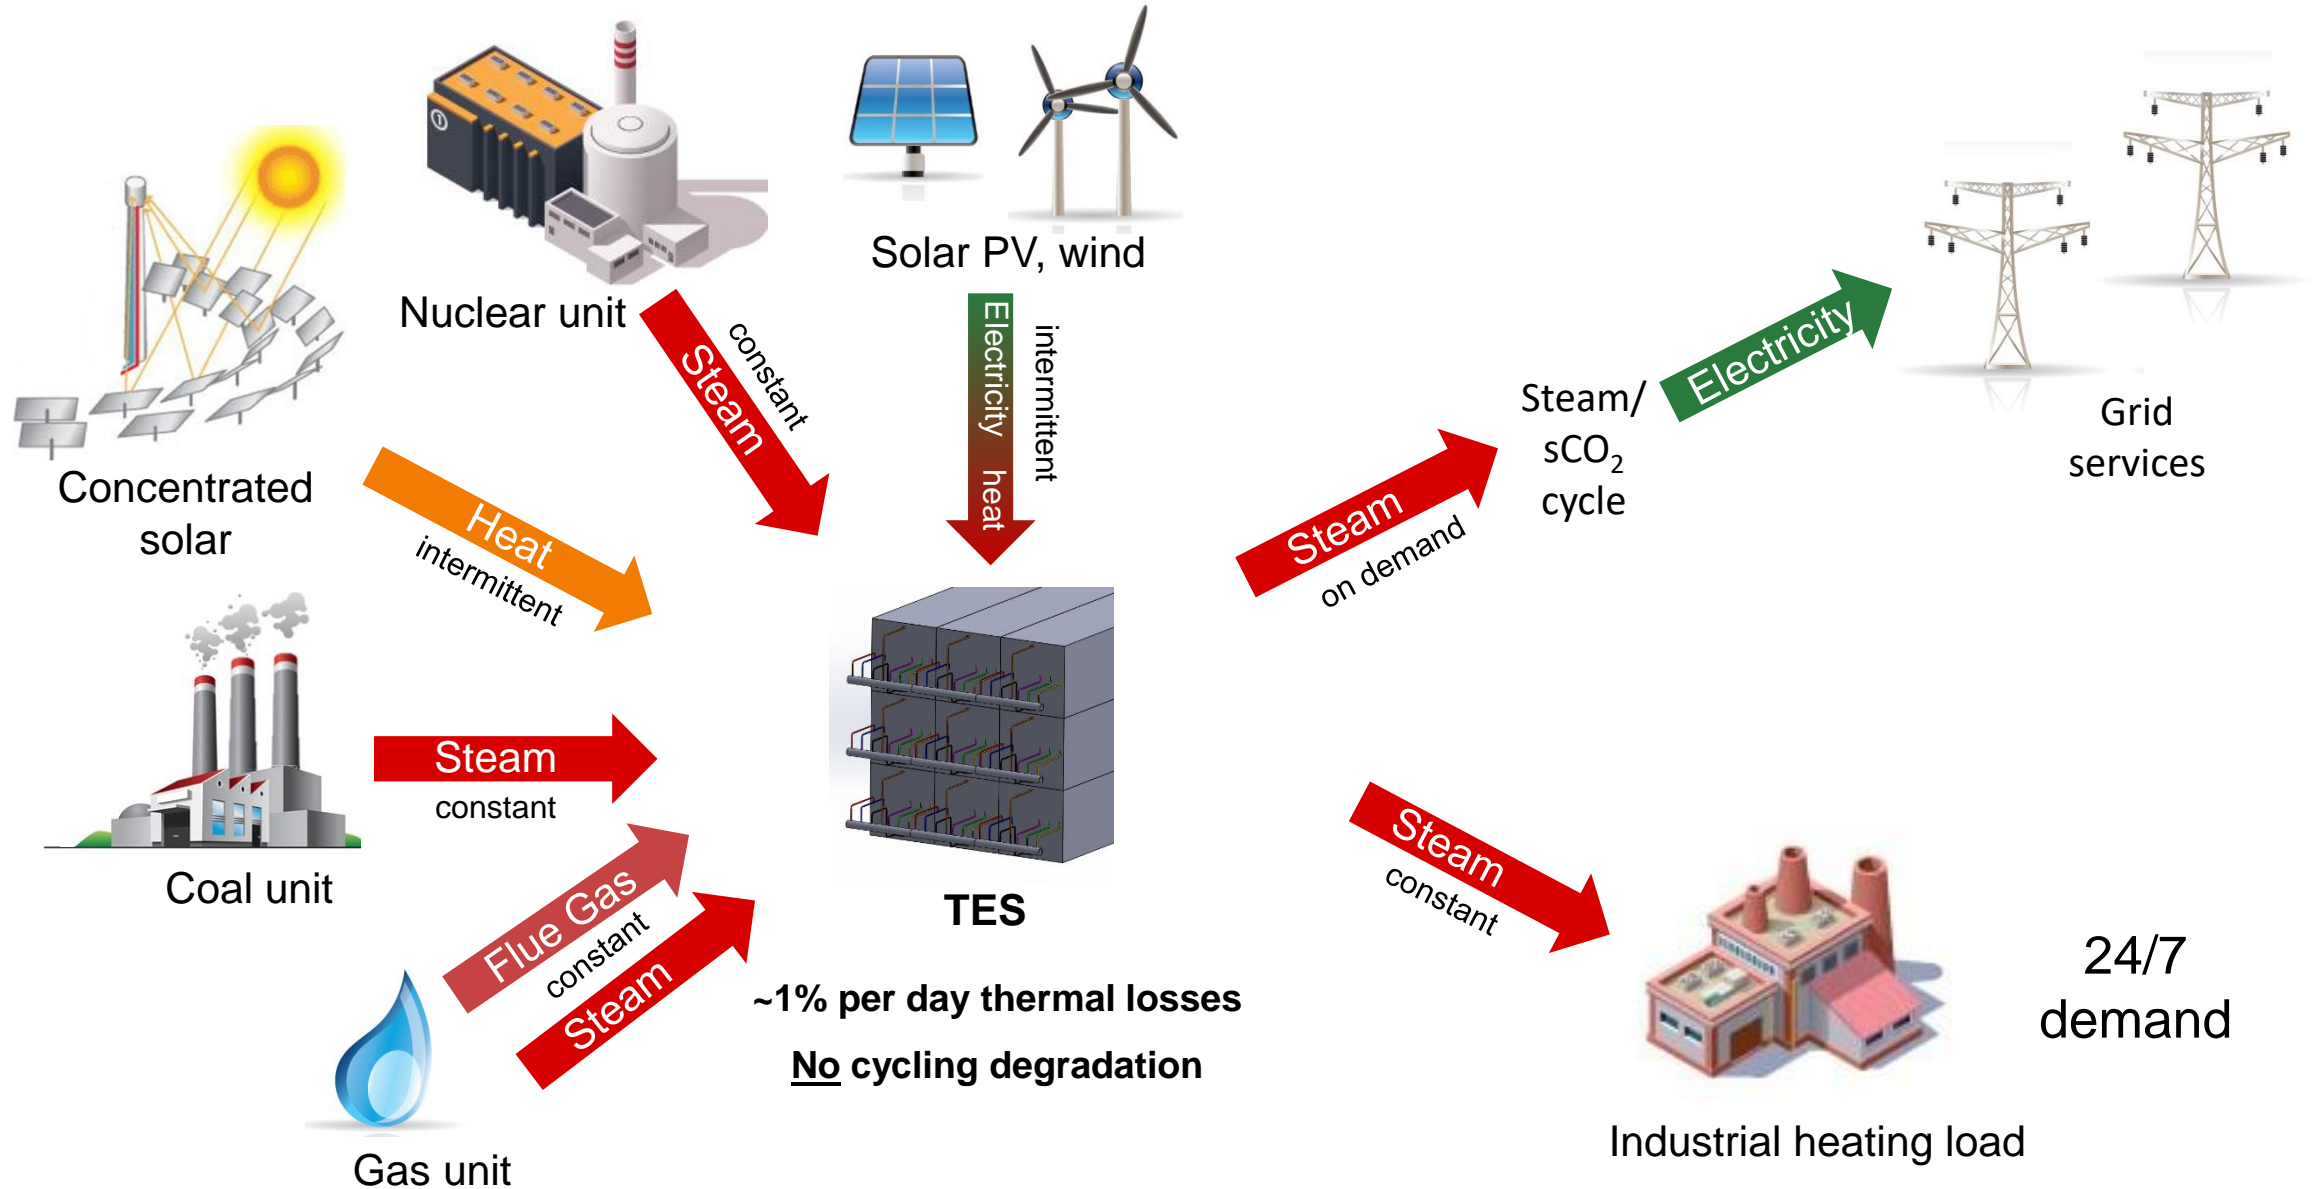 Solar PV, wind
Nuclear unit
Concentrated
solar
Steam
constant
Electricity heat
intermittent
Heat
intermittent
Steam
constant
Coal unit
Flue Gas
constant
Steam
Gas unit
TES
~1% per day thermal losses
No cycling degradation
Steam
on demand
Steam/
sCO₂
cycle
Electricity
Grid
services
Steam
constant
24/7
demand
Industrial heating load
1